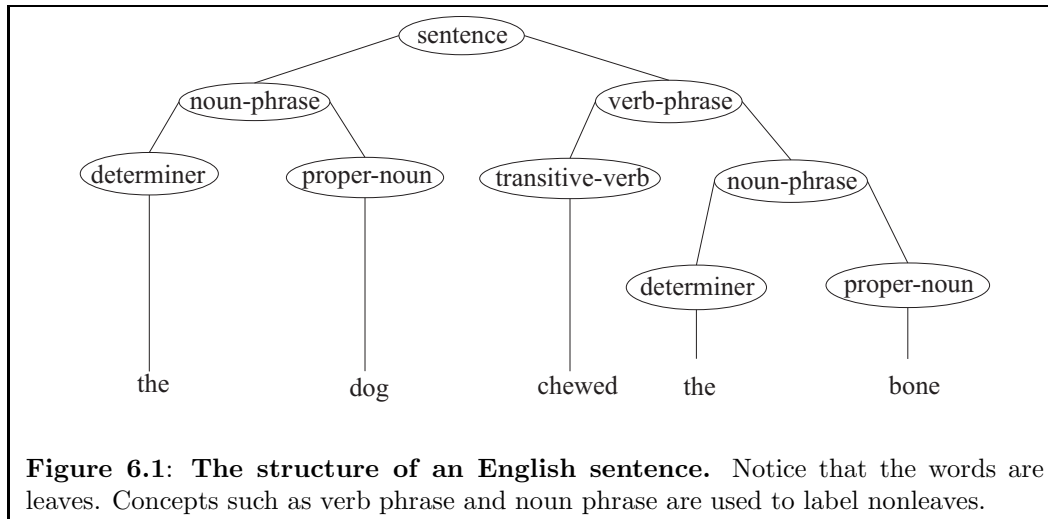 sentence
noun-phrase verb-phrase
determiner proper-noun transitive-verb noun-phrase
determiner proper-noun
the dog chewed the bone
Figure 6.1: The structure of an English sentence. Notice that the words are
leaves. Concepts such as verb phrase and noun phrase are used to label nonleaves.